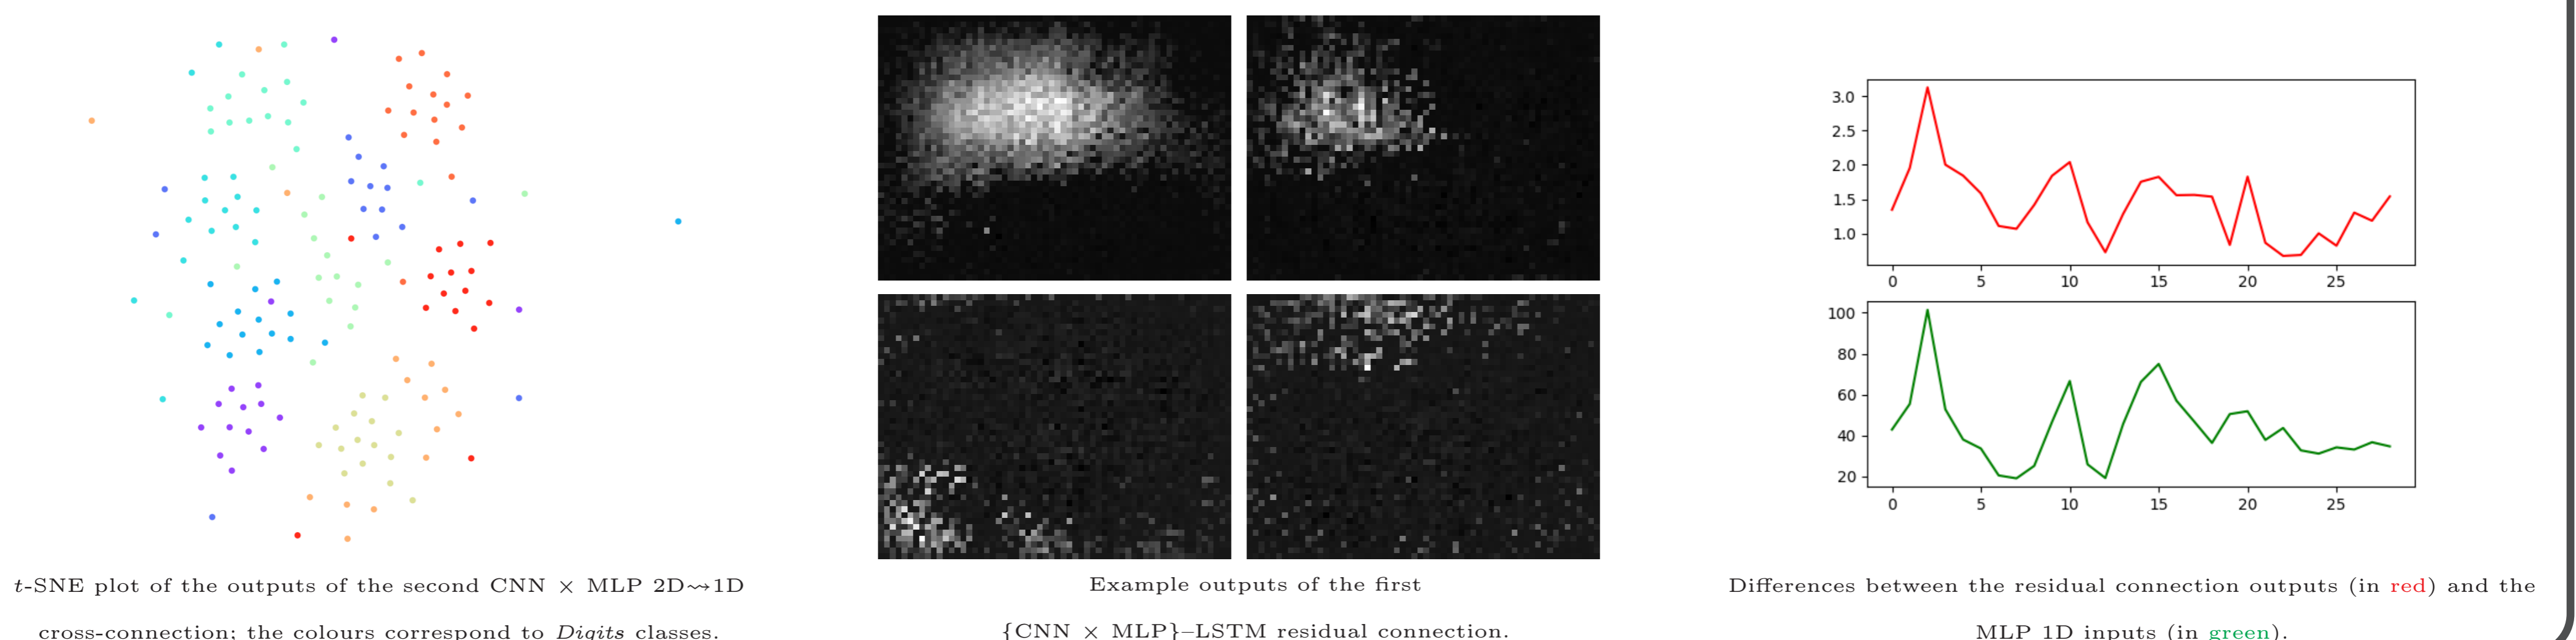 3.0
2.5
2.0
1.5
1.0
0 5 10 15 20 25
100
80
60
40
20
0 5 10 15 20 25
t-SNE plot of the outputs of the second CNN × MLP 2D⇝1D
cross-connection; the colours correspond to Digits classes.
Example outputs of the first
{CNN × MLP}–LSTM residual connection.
Differences between the residual connection outputs (in red) and the
MLP 1D inputs (in green).